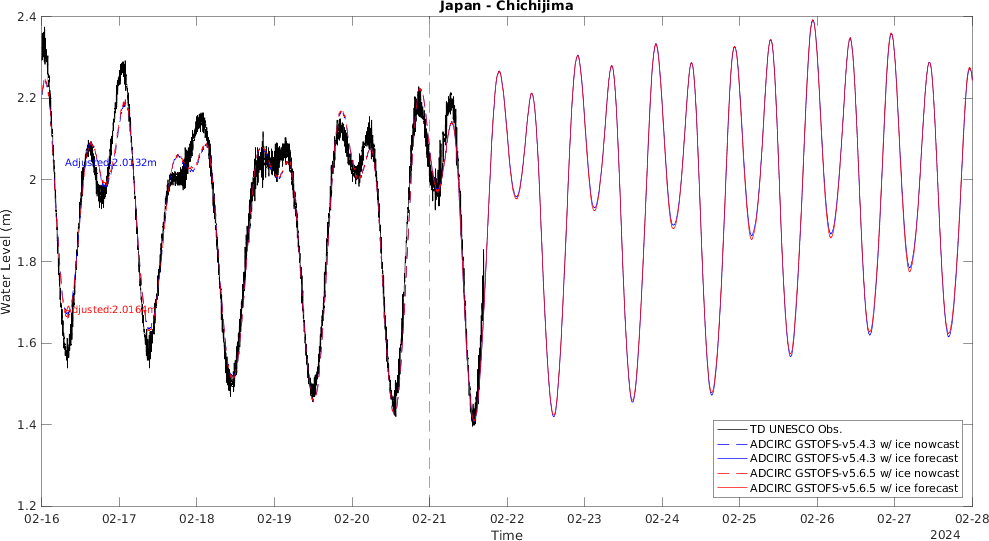 Japan - Chichijima
2.4
2.2
2
1.8
1.6
1.4
1.2
Water Level (m)
Adjusted:2.0132m
Adjusted:2.0164m
TD UNESCO Obs.
ADCIRC GSTOFS-v5.4.3 w/ ice nowcast
ADCIRC GSTOFS-v5.4.3 w/ ice forecast
ADCIRC GSTOFS-v5.6.5 w/ ice nowcast
ADCIRC GSTOFS-v5.6.5 w/ ice forecast
02-16 02-17 02-18 02-19 02-20 02-21 02-22 02-23 02-24 02-25 02-26 02-27 02-28
Time
2024